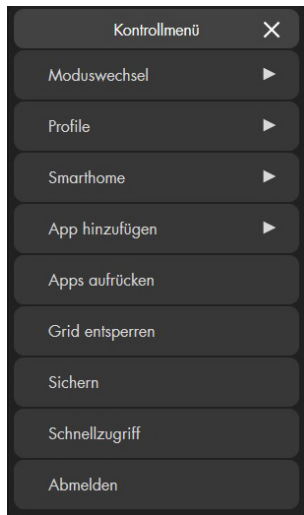 Kontrollmenü
Moduswechsel
Profile
Smarthome
App hinzufügen
Apps aufrücken
Grid entsperren
Sichern
Schnellzugriff
Abmelden